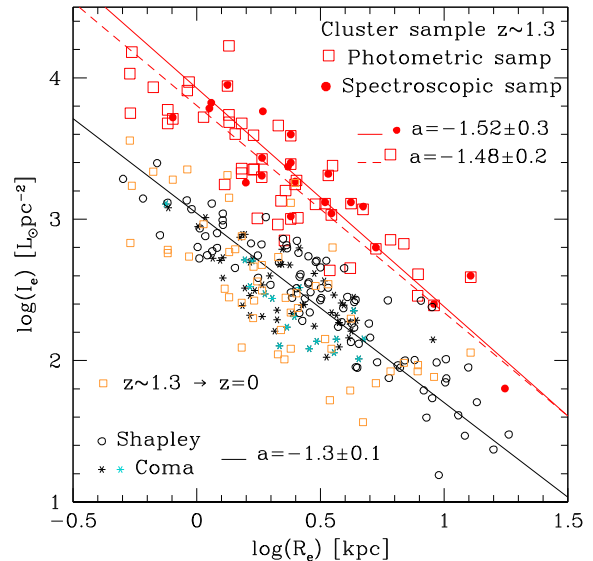 Cluster sample z~1.3
Photometric samp
Spectroscopic samp
a=−1.52±0.3
a=−1.48±0.2
z~1.3 → z=0
Shapley
Coma
a=−1.3±0.1
4
3
2
1
log(I_e) [L⊙pc⁻²]
−0.5 0 0.5 1 1.5
log(R_e) [kpc]